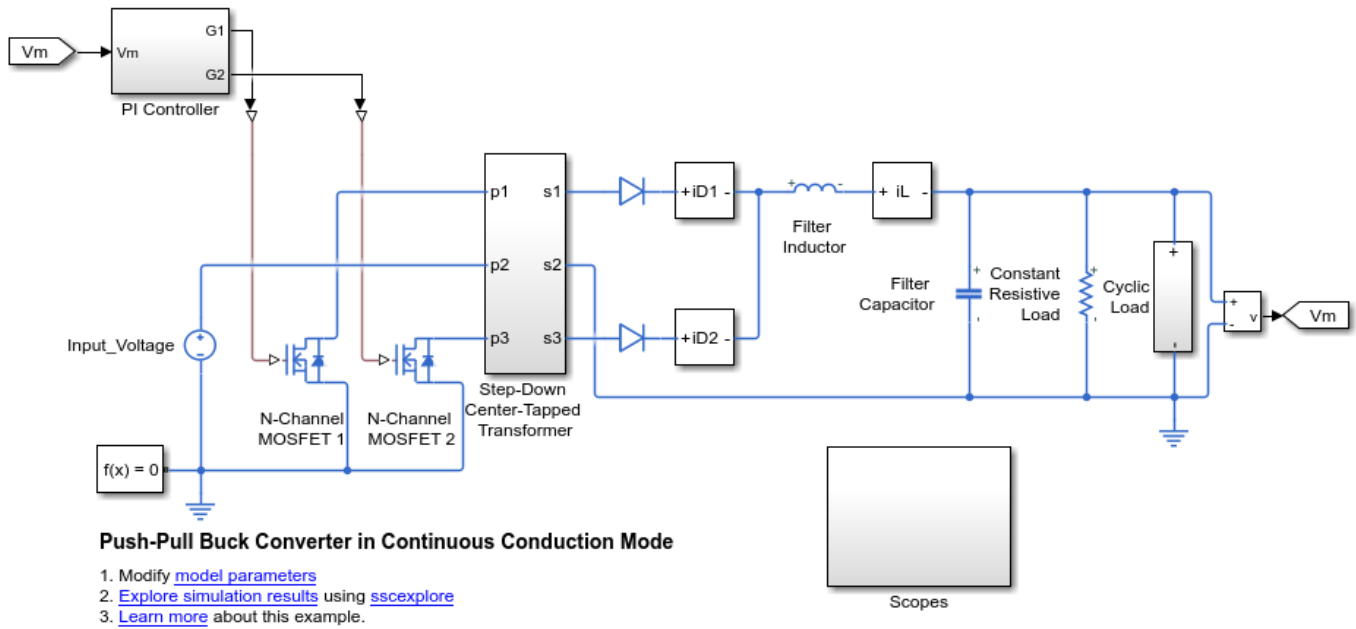 G1
Vm
Vm
G2
PI Controller
p1
s1
+iD1 -
+ -
+ iL -
Filter
Inductor
p2
s2
+
Filter
Capacitor
-
+
Constant
Resistive
Load
-
+
Cyclic
Load
-
+
-
v
Vm
Input_Voltage
+
-
p3
s3
+iD2 -
Step-Down
Center-Tapped
Transformer
N-Channel
MOSFET 1
N-Channel
MOSFET 2
f(x) = 0
Push-Pull Buck Converter in Continuous Conduction Mode
1. Modify model parameters
2. Explore simulation results using sscexplore
3. Learn more about this example.
Scopes